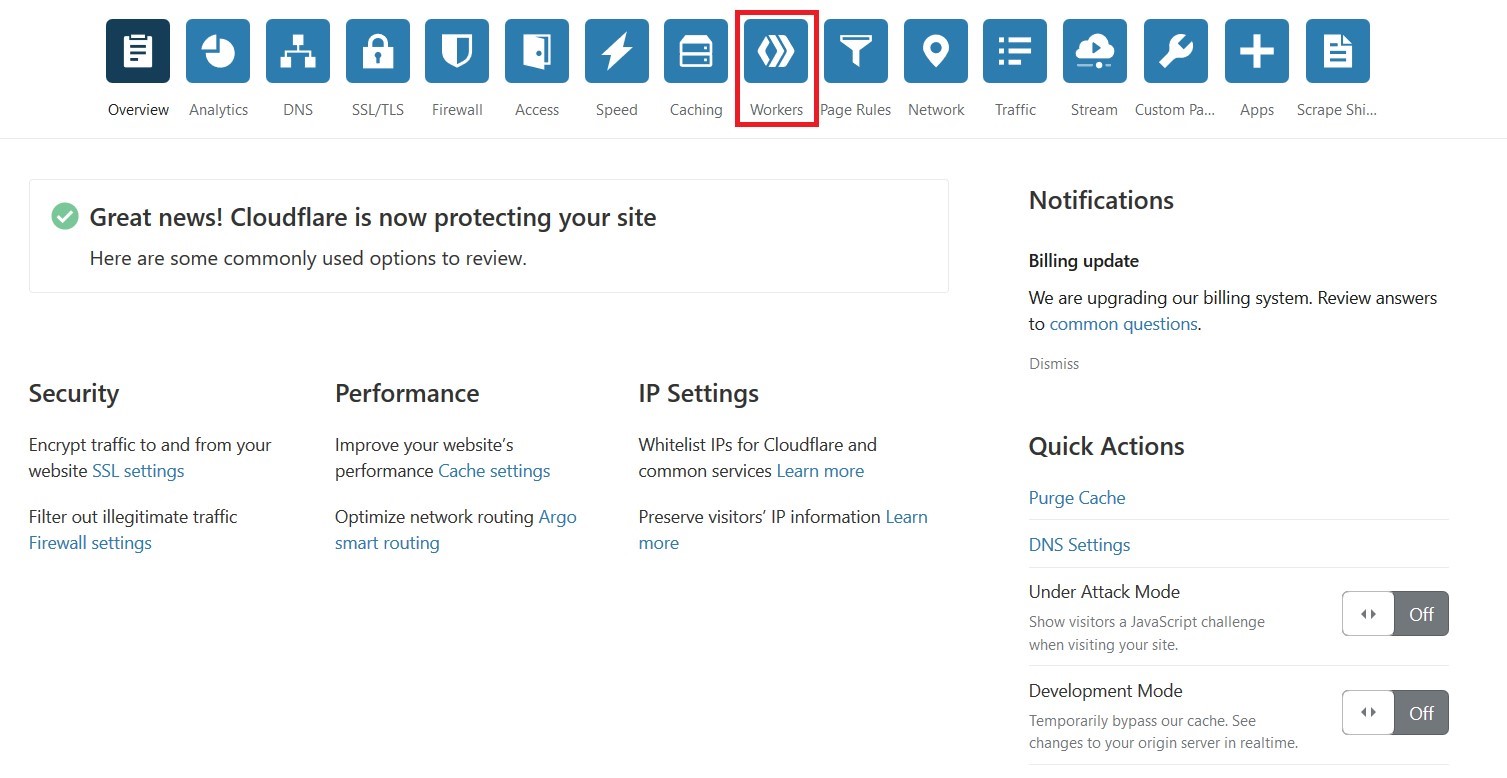 Overview
Analytics
DNS
SSL/TLS
Firewall
Access
Speed
Caching
Workers
Page Rules
Network
Traffic
Stream
Custom Pa...
Apps
Scrape Shi...
Great news! Cloudflare is now protecting your site
Here are some commonly used options to review.
Security
Encrypt traffic to and from your
website SSL settings
Filter out illegitimate traffic
Firewall settings
Performance
Improve your website’s
performance Cache settings
Optimize network routing Argo
smart routing
IP Settings
Whitelist IPs for Cloudflare and
common services Learn more
Preserve visitors’ IP information Learn
more
Notifications
Billing update
We are upgrading our billing system. Review answers
to common questions.
Dismiss
Quick Actions
Purge Cache
DNS Settings
Under Attack Mode
Show visitors a JavaScript challenge
when visiting your site.
Off
Development Mode
Temporarily bypass our cache. See
changes to your origin server in realtime.
Off